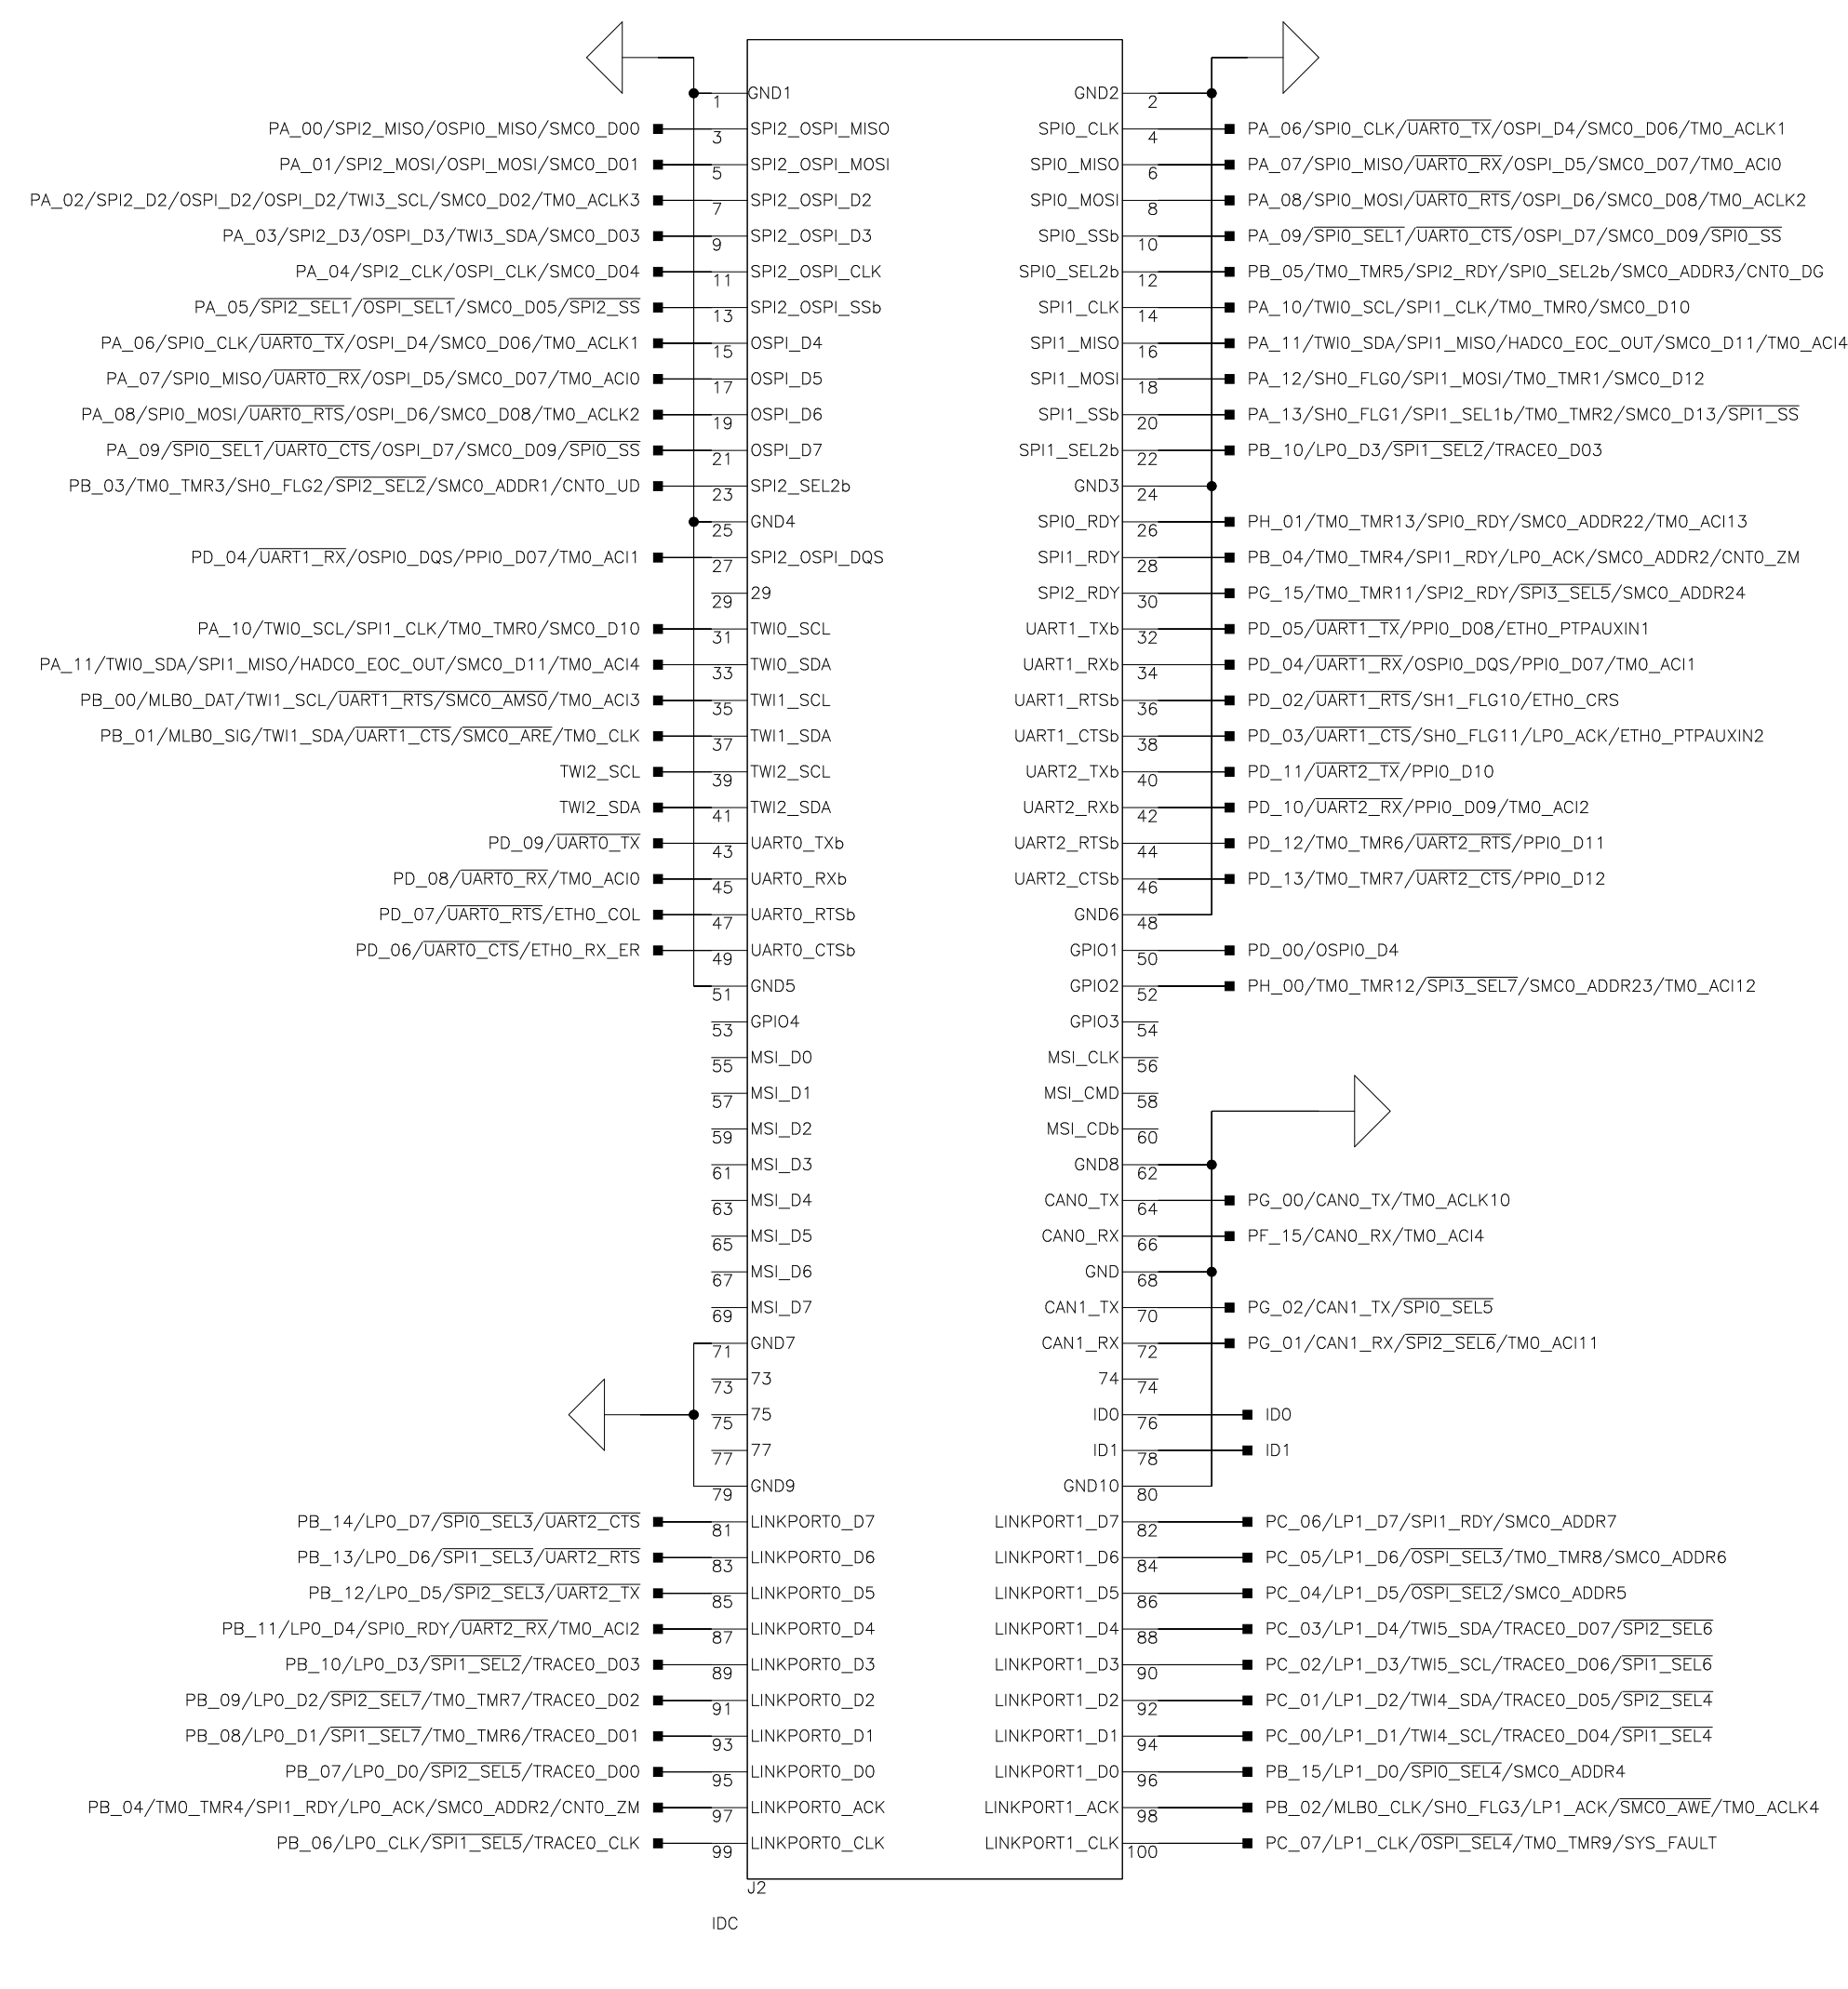 1 GND1 GND2 2
PA_00/SPI2_MISO/OSPI0_MISO/SMC0_D00 3 SPI2_OSPI_MISO SPI0_CLK 4 PA_06/SPI0_CLK/UART0_TX/OSPI_D4/SMC0_D06/TM0_ACLK1
PA_01/SPI2_MOSI/OSPI_MOSI/SMC0_D01 5 SPI2_OSPI_MOSI SPI0_MISO 6 PA_07/SPI0_MISO/UART0_RX/OSPI_D5/SMC0_D07/TM0_ACI0
PA_02/SPI2_D2/OSPI_D2/OSPI_D2/TWI3_SCL/SMC0_D02/TM0_ACLK3 7 SPI2_OSPI_D2 SPI0_MOSI 8 PA_08/SPI0_MOSI/UART0_RTS/OSPI_D6/SMC0_D08/TM0_ACLK2
PA_03/SPI2_D3/OSPI_D3/TWI3_SDA/SMC0_D03 9 SPI2_OSPI_D3 SPI0_SSb 10 PA_09/SPI0_SEL1/UART0_CTS/OSPI_D7/SMC0_D09/SPI0_SS
PA_04/SPI2_CLK/OSPI_CLK/SMC0_D04 11 SPI2_OSPI_CLK SPI0_SEL2b 12 PB_05/TM0_TMR5/SPI2_RDY/SPI0_SEL2b/SMC0_ADDR3/CNT0_DG
PA_05/SPI2_SEL1/OSPI_SEL1/SMC0_D05/SPI2_SS 13 SPI2_OSPI_SSb SPI1_CLK 14 PA_10/TWI0_SCL/SPI1_CLK/TM0_TMR0/SMC0_D10
PA_06/SPI0_CLK/UART0_TX/OSPI_D4/SMC0_D06/TM0_ACLK1 15 OSPI_D4 SPI1_MISO 16 PA_11/TWI0_SDA/SPI1_MISO/HADC0_EOC_OUT/SMC0_D11/TM0_ACI4
PA_07/SPI0_MISO/UART0_RX/OSPI_D5/SMC0_D07/TM0_ACI0 17 OSPI_D5 SPI1_MOSI 18 PA_12/SH0_FLG0/SPI1_MOSI/TM0_TMR1/SMC0_D12
PA_08/SPI0_MOSI/UART0_RTS/OSPI_D6/SMC0_D08/TM0_ACLK2 19 OSPI_D6 SPI1_SSb 20 PA_13/SH0_FLG1/SPI1_SEL1b/TM0_TMR2/SMC0_D13/SPI1_SS
PA_09/SPI0_SEL1/UART0_CTS/OSPI_D7/SMC0_D09/SPI0_SS 21 OSPI_D7 SPI1_SEL2b 22 PB_10/LP0_D3/SPI1_SEL2/TRACE0_D03
PB_03/TM0_TMR3/SH0_FLG2/SPI2_SEL2/SMC0_ADDR1/CNT0_UD 23 SPI2_SEL2b GND3 24
25 GND4 SPI0_RDY 26 PH_01/TM0_TMR13/SPI0_RDY/SMC0_ADDR22/TM0_ACI13
PD_04/UART1_RX/OSPI0_DQS/PPI0_D07/TM0_ACI1 27 SPI2_OSPI_DQS SPI1_RDY 28 PB_04/TM0_TMR4/SPI1_RDY/LP0_ACK/SMC0_ADDR2/CNT0_ZM
29 29 SPI2_RDY 30 PG_15/TM0_TMR11/SPI2_RDY/SPI3_SEL5/SMC0_ADDR24
PA_10/TWI0_SCL/SPI1_CLK/TM0_TMR0/SMC0_D10 31 TWI0_SCL UART1_TXb 32 PD_05/UART1_TX/PPI0_D08/ETH0_PTPAUXIN1
PA_11/TWI0_SDA/SPI1_MISO/HADC0_EOC_OUT/SMC0_D11/TM0_ACI4 33 TWI0_SDA UART1_RXb 34 PD_04/UART1_RX/OSPI0_DQS/PPI0_D07/TM0_ACI1
PB_00/MLB0_DAT/TWI1_SCL/UART1_RTS/SMC0_AMS0/TM0_ACI3 35 TWI1_SCL UART1_RTSb 36 PD_02/UART1_RTS/SH1_FLG10/ETH0_CRS
PB_01/MLB0_SIG/TWI1_SDA/UART1_CTS/SMC0_ARE/TM0_CLK 37 TWI1_SDA UART1_CTSb 38 PD_03/UART1_CTS/SH0_FLG11/LP0_ACK/ETH0_PTPAUXIN2
TWI2_SCL 39 TWI2_SCL UART2_TXb 40 PD_11/UART2_TX/PPI0_D10
TWI2_SDA 41 TWI2_SDA UART2_RXb 42 PD_10/UART2_RX/PPI0_D09/TM0_ACI2
PD_09/UART0_TX 43 UART0_TXb UART2_RTSb 44 PD_12/TM0_TMR6/UART2_RTS/PPI0_D11
PD_08/UART0_RX/TM0_ACI0 45 UART0_RXb UART2_CTSb 46 PD_13/TM0_TMR7/UART2_CTS/PPI0_D12
PD_07/UART0_RTS/ETH0_COL 47 UART0_RTSb GND6 48
PD_06/UART0_CTS/ETH0_RX_ER 49 UART0_CTSb GPIO1 50 PD_00/OSPI0_D4
51 GND5 GPIO2 52 PH_00/TM0_TMR12/SPI3_SEL7/SMC0_ADDR23/TM0_ACI12
53 GPIO4 GPIO3 54
55 MSI_D0 MSI_CLK 56
57 MSI_D1 MSI_CMD 58
59 MSI_D2 MSI_CDb 60
61 MSI_D3 GND8 62
63 MSI_D4 CAN0_TX 64 PG_00/CAN0_TX/TM0_ACLK10
65 MSI_D5 CAN0_RX 66 PF_15/CAN0_RX/TM0_ACI4
67 MSI_D6 GND 68
69 MSI_D7 CAN1_TX 70 PG_02/CAN1_TX/SPI0_SEL5
71 GND7 CAN1_RX 72 PG_01/CAN1_RX/SPI2_SEL6/TM0_ACI11
73 73 74 74
75 75 ID0 76 ID0
77 77 ID1 78 ID1
79 GND9 GND10 80
PB_14/LP0_D7/SPI0_SEL3/UART2_CTS 81 LINKPORT0_D7 LINKPORT1_D7 82 PC_06/LP1_D7/SPI1_RDY/SMC0_ADDR7
PB_13/LP0_D6/SPI1_SEL3/UART2_RTS 83 LINKPORT0_D6 LINKPORT1_D6 84 PC_05/LP1_D6/OSPI_SEL3/TM0_TMR8/SMC0_ADDR6
PB_12/LP0_D5/SPI2_SEL3/UART2_TX 85 LINKPORT0_D5 LINKPORT1_D5 86 PC_04/LP1_D5/OSPI_SEL2/SMC0_ADDR5
PB_11/LP0_D4/SPI0_RDY/UART2_RX/TM0_ACI2 87 LINKPORT0_D4 LINKPORT1_D4 88 PC_03/LP1_D4/TWI5_SDA/TRACE0_D07/SPI2_SEL6
PB_10/LP0_D3/SPI1_SEL2/TRACE0_D03 89 LINKPORT0_D3 LINKPORT1_D3 90 PC_02/LP1_D3/TWI5_SCL/TRACE0_D06/SPI1_SEL6
PB_09/LP0_D2/SPI2_SEL7/TM0_TMR7/TRACE0_D02 91 LINKPORT0_D2 LINKPORT1_D2 92 PC_01/LP1_D2/TWI4_SDA/TRACE0_D05/SPI2_SEL4
PB_08/LP0_D1/SPI1_SEL7/TM0_TMR6/TRACE0_D01 93 LINKPORT0_D1 LINKPORT1_D1 94 PC_00/LP1_D1/TWI4_SCL/TRACE0_D04/SPI1_SEL4
PB_07/LP0_D0/SPI2_SEL5/TRACE0_D00 95 LINKPORT0_D0 LINKPORT1_D0 96 PB_15/LP1_D0/SPI0_SEL4/SMC0_ADDR4
PB_04/TM0_TMR4/SPI1_RDY/LP0_ACK/SMC0_ADDR2/CNT0_ZM 97 LINKPORT0_ACK LINKPORT1_ACK 98 PB_02/MLB0_CLK/SH0_FLG3/LP1_ACK/SMC0_AWE/TM0_ACLK4
PB_06/LP0_CLK/SPI1_SEL5/TRACE0_CLK 99 LINKPORT0_CLK LINKPORT1_CLK 100 PC_07/LP1_CLK/OSPI_SEL4/TM0_TMR9/SYS_FAULT
J2
IDC